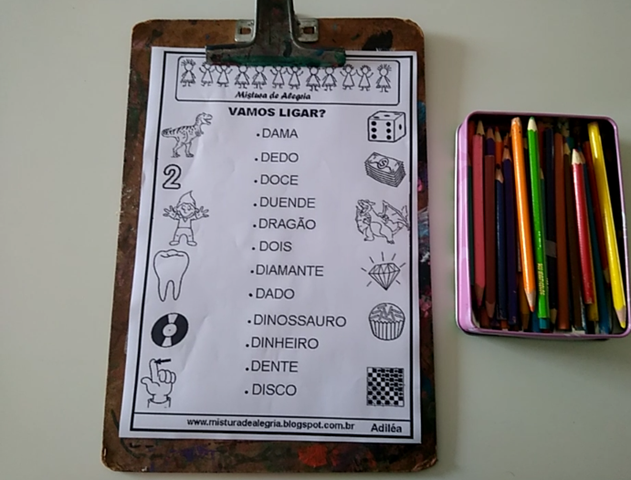 Mistura de Alegria
VAMOS LIGAR?
DAMA
DEDO
DOCE
DUENDE
DRAGÃO
DOIS
DIAMANTE
DADO
DINOSSAURO
DINHEIRO
DENTE
DISCO
2
www.misturadealegria.blogspot.com.br Adiléa